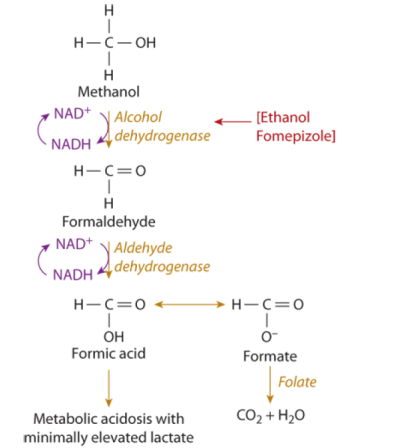 H
H–C–OH
H
Methanol
NAD+ Alcohol [Ethanol
NADH dehydrogenase Fomepizole]
H–C=O
H
Formaldehyde
NAD+ Aldehyde
NADH dehydrogenase
H–C=O H–C=O
OH O–
Formic acid Formate
Folate
Metabolic acidosis with CO2 + H2O
minimally elevated lactate